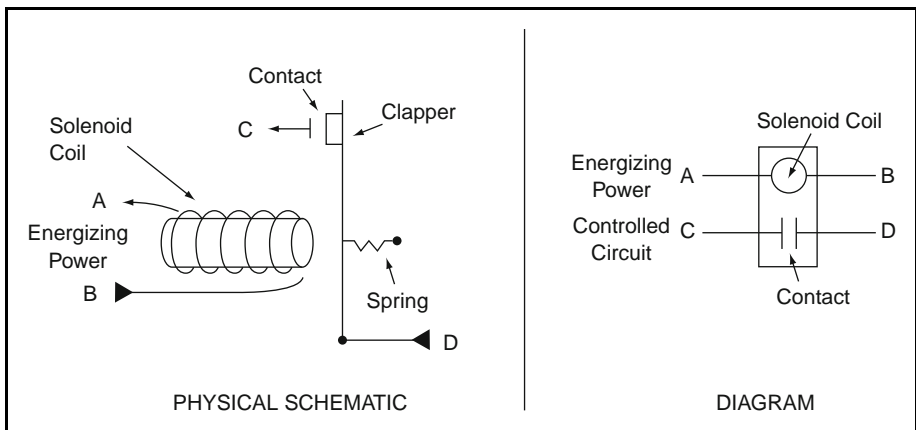 Contact
Clapper
C
Solenoid
Coil
A
Energizing
Power
B
Spring
D
PHYSICAL SCHEMATIC
Solenoid Coil
Energizing
Power
A
B
Controlled
Circuit
C
D
Contact
DIAGRAM